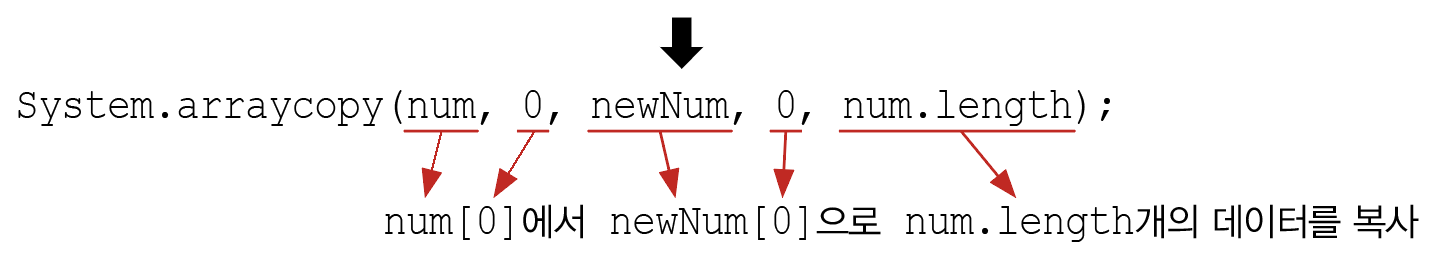 System.arraycopy(num, 0, newNum, 0, num.length);
num[0]에서 newNum[0]으로 num.length개의 데이터를 복사